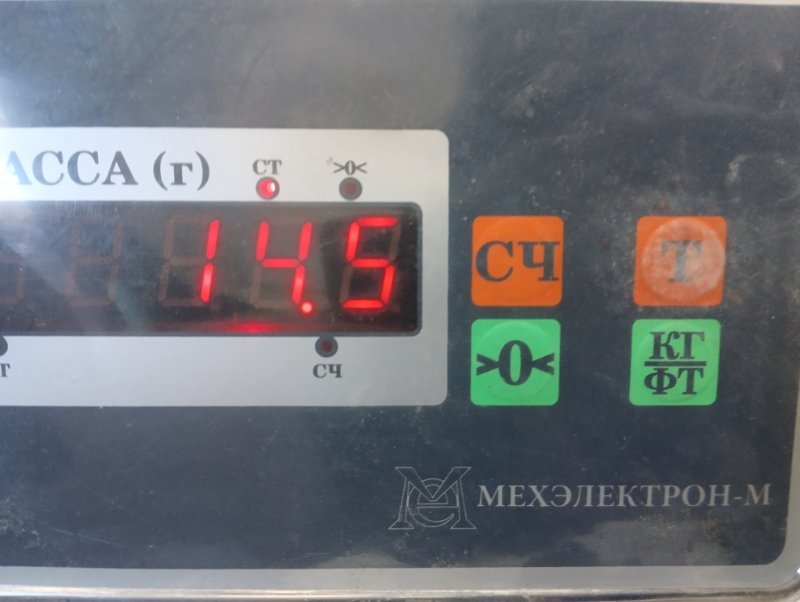 АССА (г)
СТ
>0<
14.5
СЧ
Т
СЧ
>0<
КГ
ФТ
МЕХЭЛЕКТРОН-М